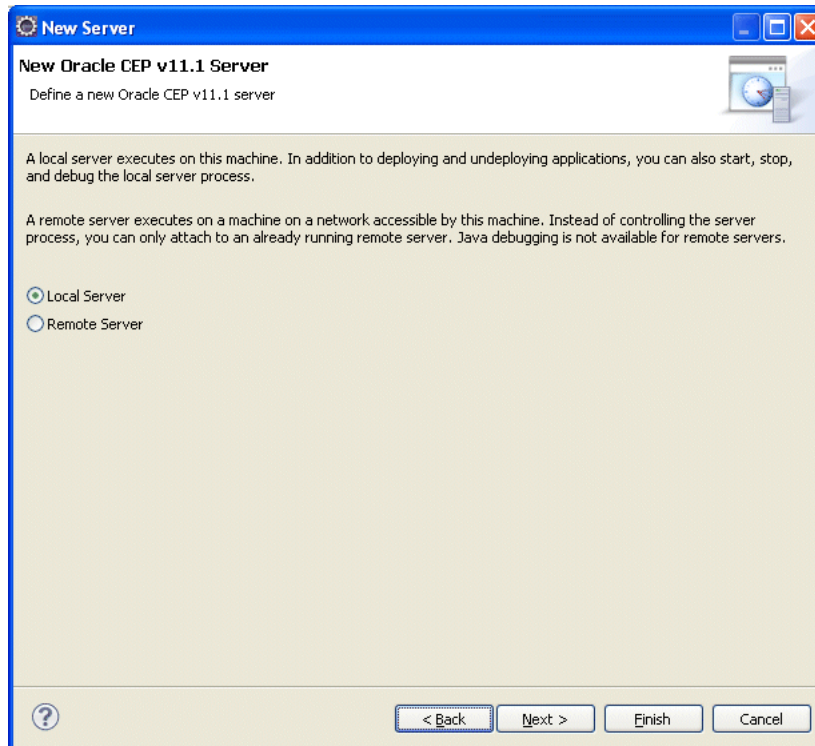 New Server
New Oracle CEP v11.1 Server
Define a new Oracle CEP v11.1 server
A local server executes on this machine. In addition to deploying and undeploying applications, you can also start, stop,
and debug the local server process.
A remote server executes on a machine on a network accessible by this machine. Instead of controlling the server
process, you can only attach to an already running remote server. Java debugging is not available for remote servers.
Local Server
Remote Server
?
< Back
Next >
Finish
Cancel